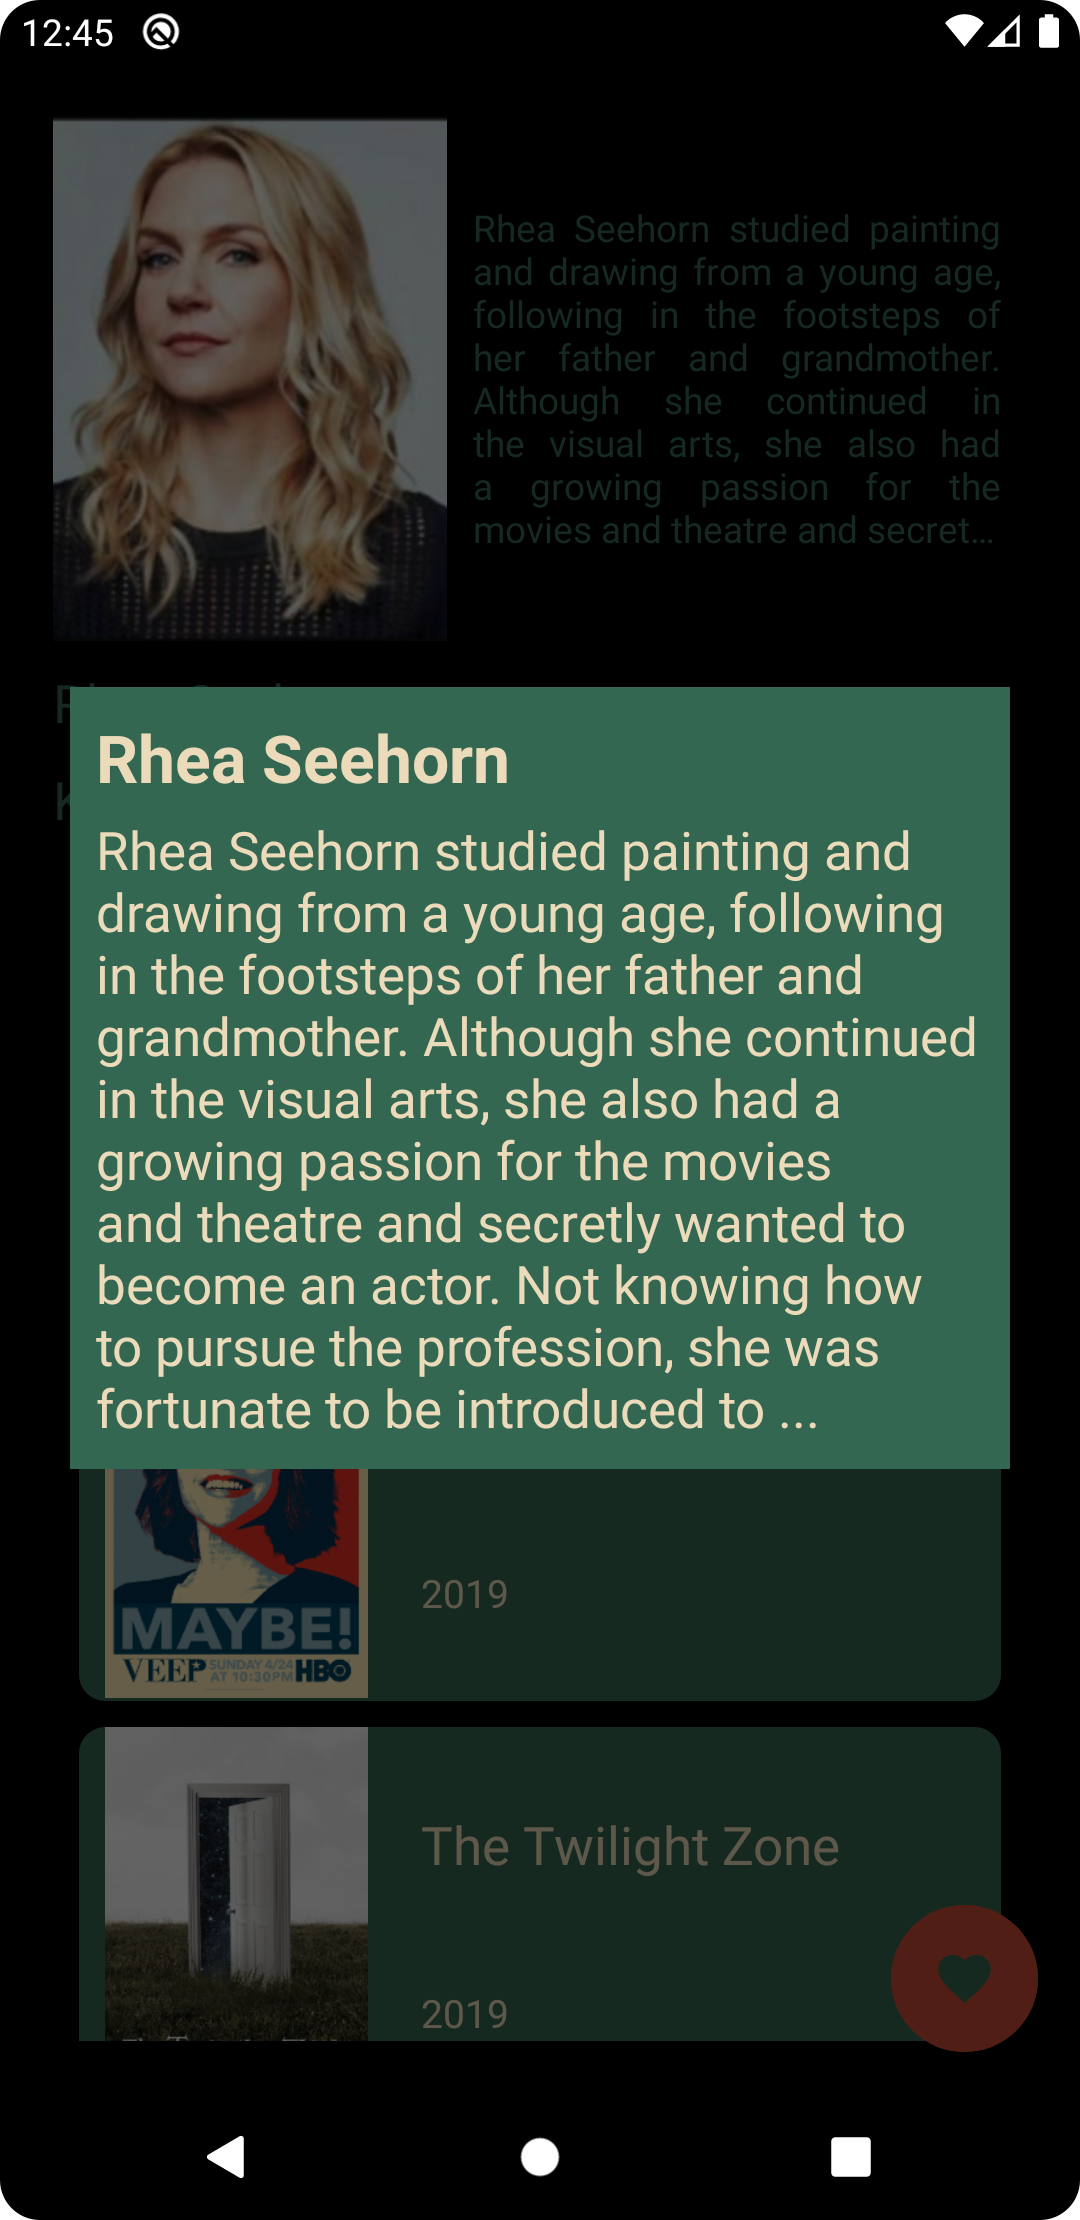 12:45
Rhea Seehorn studied painting
and drawing from a young age,
following in the footsteps of
her father and grandmother.
Although she continued in
the visual arts, she also had
a growing passion for the
movies and theatre and secret…
Rhea Seehorn
Rhea Seehorn studied painting and
drawing from a young age, following
in the footsteps of her father and
grandmother. Although she continued
in the visual arts, she also had a
growing passion for the movies
and theatre and secretly wanted to
become an actor. Not knowing how
to pursue the profession, she was
fortunate to be introduced to ...
MAYBE!
VEEP SUNDAY 4/24 AT 10:30PM HBO
2019
The Twilight Zone
2019